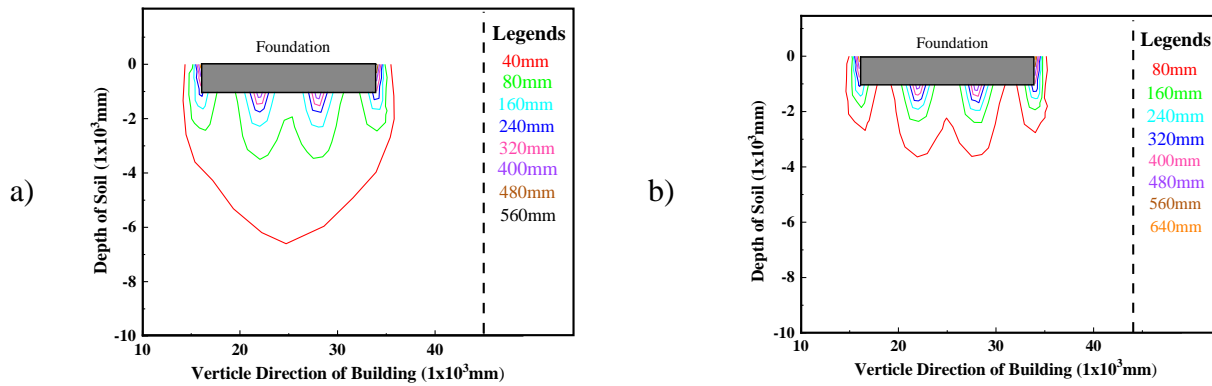 a)
Foundation
Legends
40mm
80mm
160mm
240mm
320mm
400mm
480mm
560mm
0
-2
-4
-6
-8
-10
10 20 30 40
Depth of Soil (1x10³mm)
Verticle Direction of Building (1x10³mm)
b)
Foundation
Legends
80mm
160mm
240mm
320mm
400mm
480mm
560mm
640mm
0
-2
-4
-6
-8
-10
10 20 30 40
Depth of Soil (1x10³mm)
Verticle Direction of Building (1x10³mm)